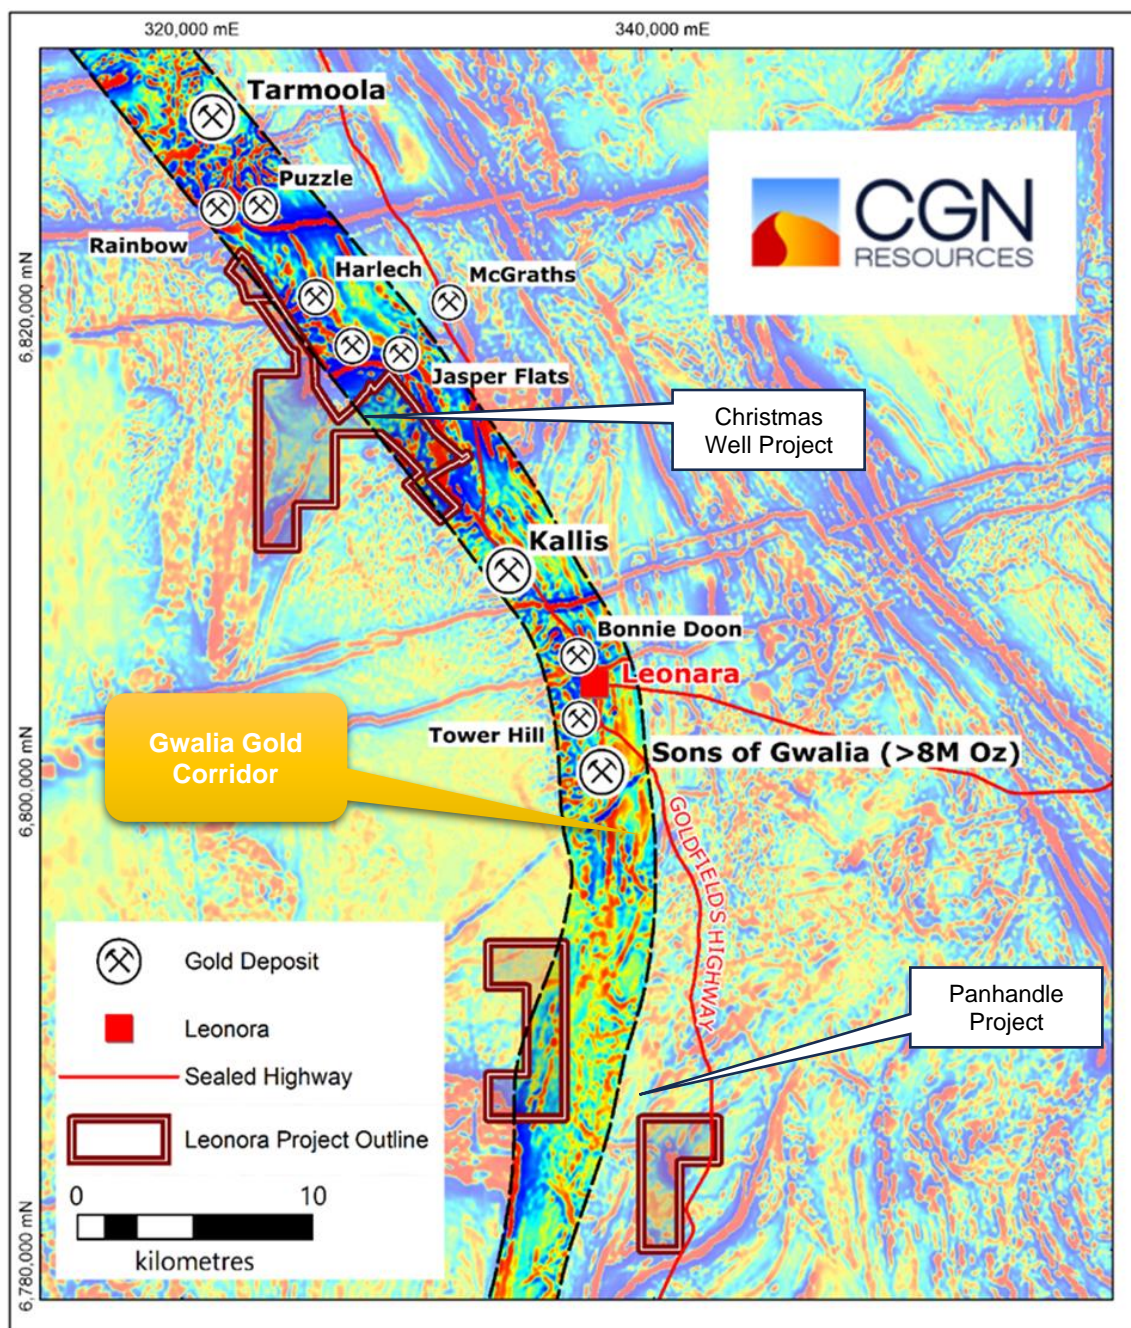 320,000 mE
340,000 mE
Tarmoola
Puzzle
Rainbow
Harlech
McGraths
Jasper Flats
CGN
RESOURCES
6,820,000 mN
Christmas
Well Project
Kallis
Bonnie Doon
Leonara
Tower Hill
Sons of Gwalia (>8M Oz)
Gwalia Gold
Corridor
6,800,000 mN
GOLDFIELDS HIGHWAY
Panhandle
Project
Gold Deposit
Leonora
Sealed Highway
Leonora Project Outline
0 10
kilometres
6,780,000 mN